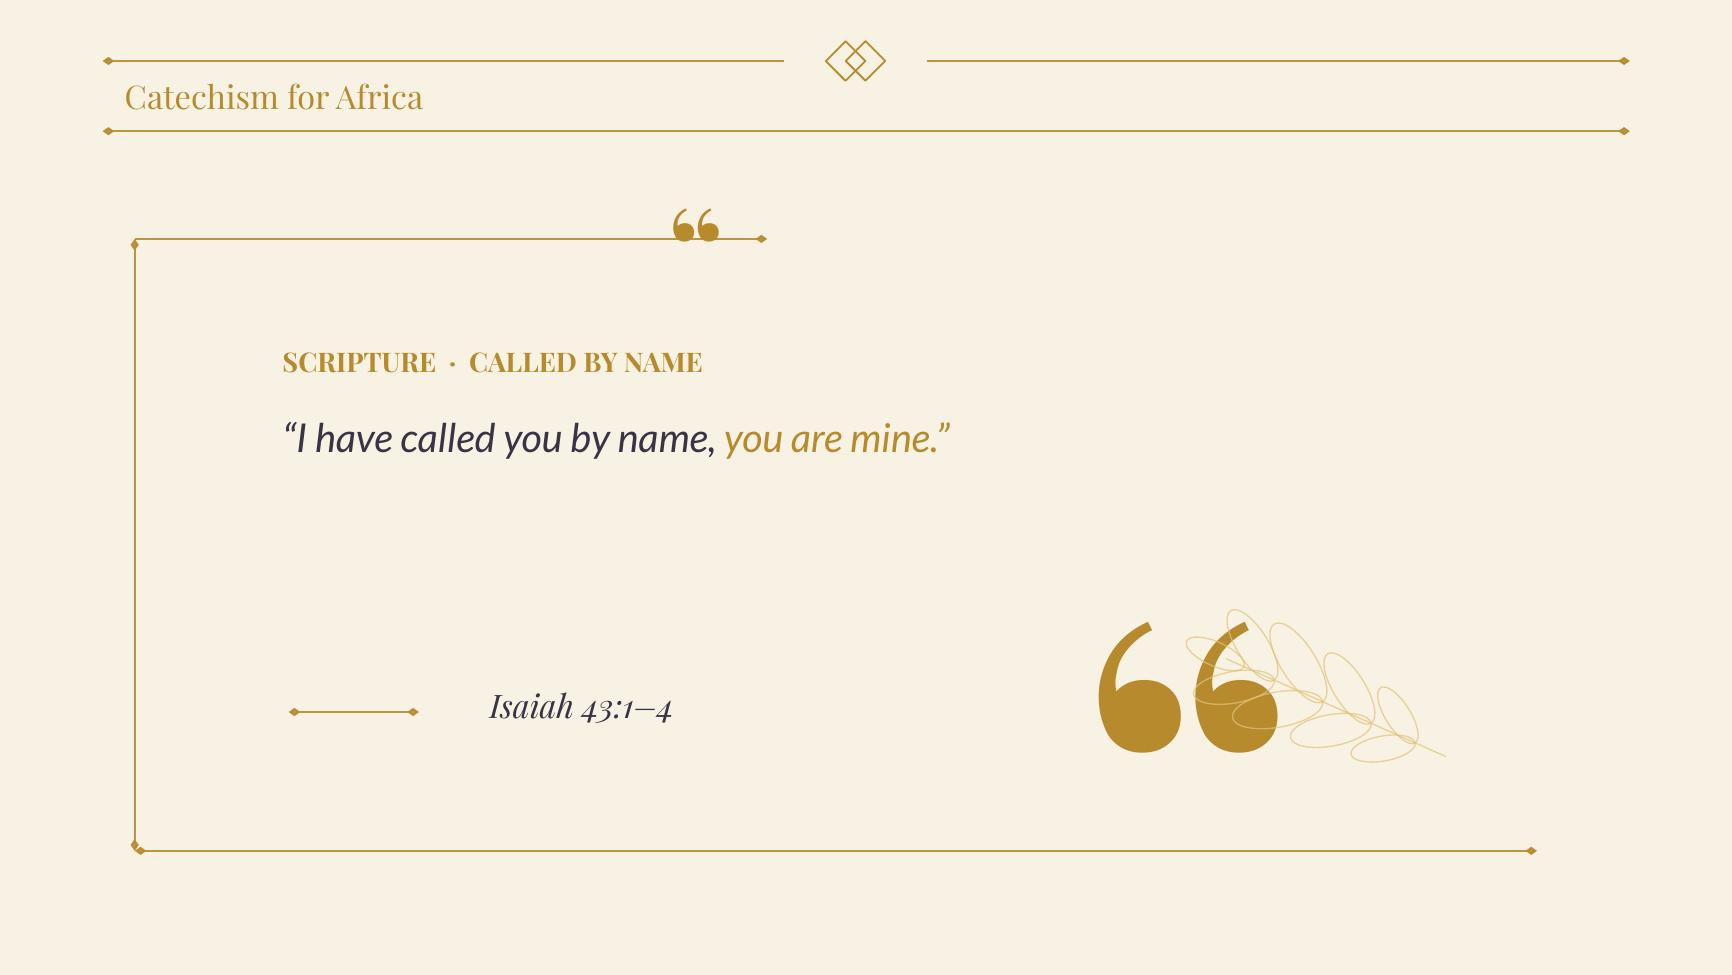 Catechism for Africa
SCRIPTURE · CALLED BY NAME
“I have called you by name, you are mine.”
Isaiah 43:1–4